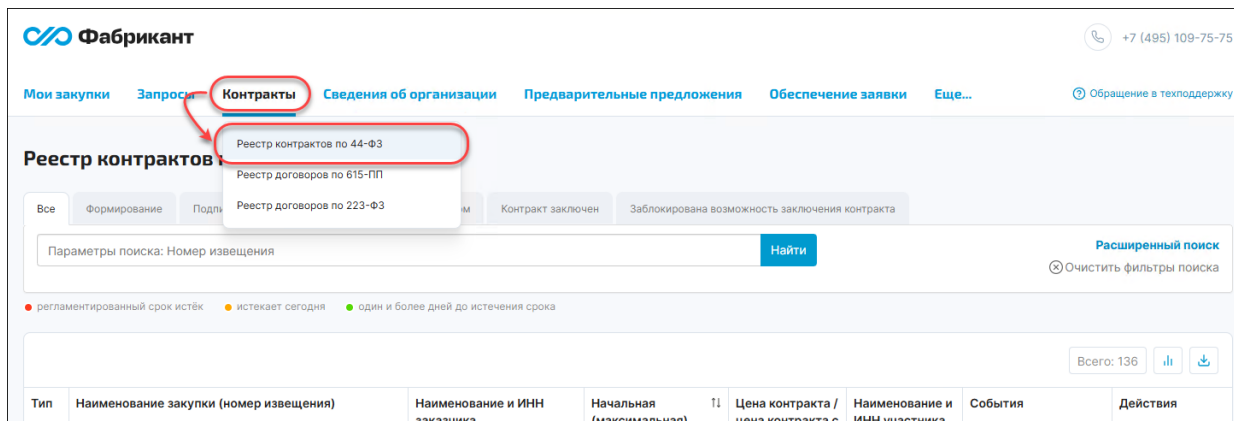 Фабрикант
+7 (495) 109-75-75
Мои закупки Запросы Контракты Сведения об организации Предварительные предложения Обеспечение заявки Еще... Обращение в техподдержку
Реестр контрактов по 44-ФЗ
Реестр контрактов
Реестр договоров по 615-ПП
Реестр договоров по 223-ФЗ
Все Формирование Контракт заключен Заблокирована возможность заключения контракта
Параметры поиска: Номер извещения Найти Расширенный поиск
Очистить фильтры поиска
регламентированный срок истёк истекает сегодня один и более дней до истечения срока
Всего: 136
Тип Наименование закупки (номер извещения) Наименование и ИНН Начальная Цена контракта / Наименование и События Действия
заказчика (максимальная) цена контракта с ИНН участника